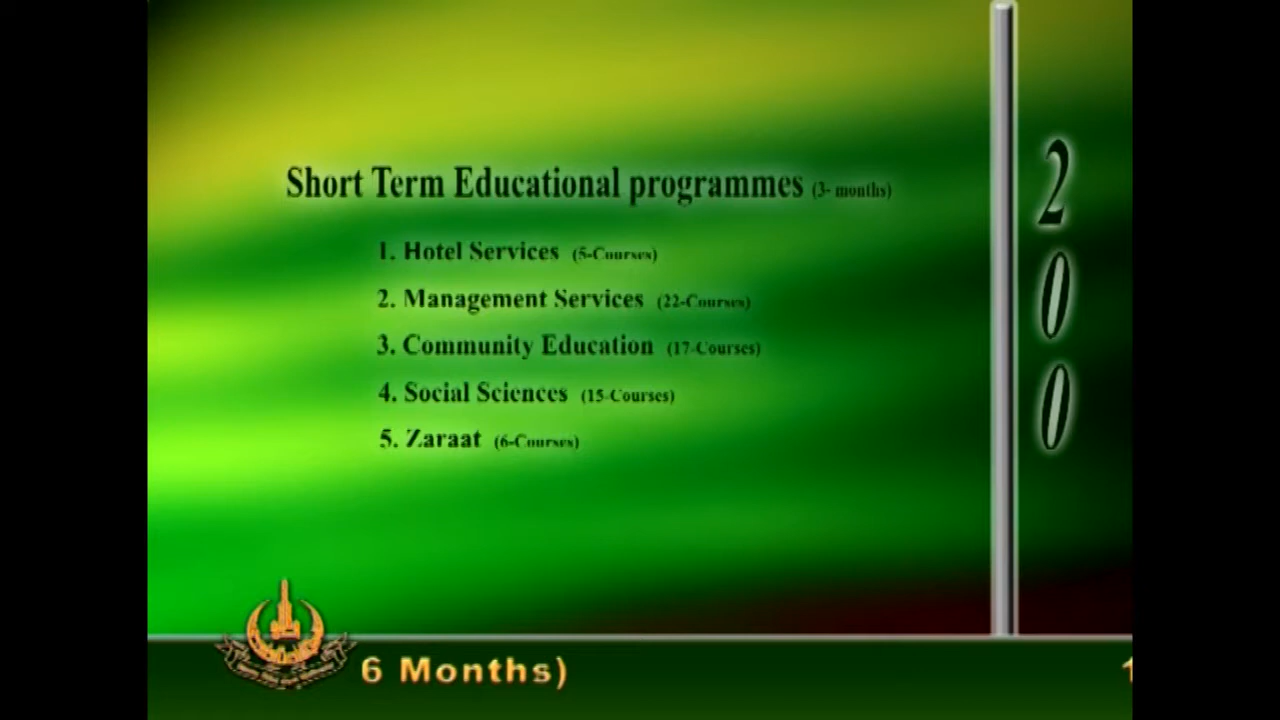 Short Term Educational programmes (3- months)
1. Hotel Services (5-Courses)
2. Management Services (22-Courses)
3. Community Education (17-Courses)
4. Social Sciences (15-Courses)
5. Zaraat (6-Courses)
2
0
0
6 Months)
1